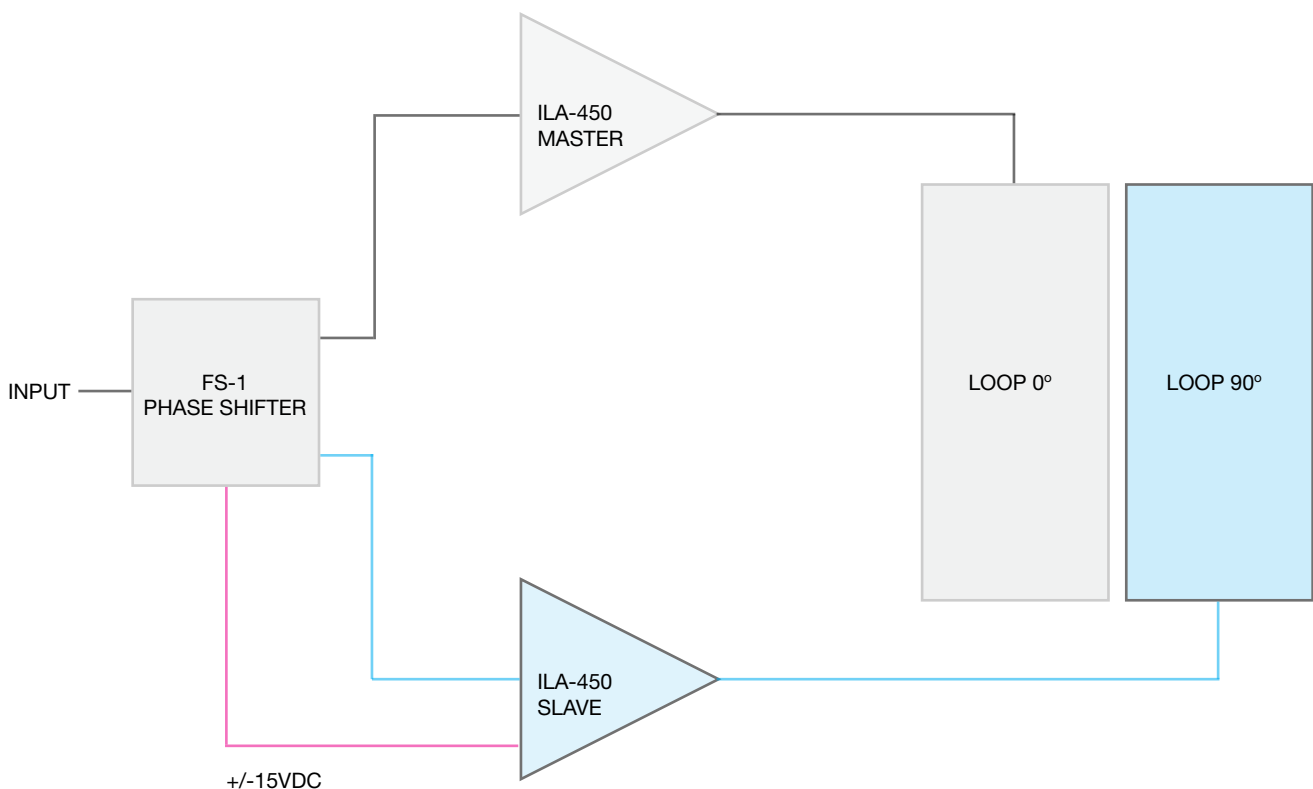 ILA-450
MASTER
INPUT
FS-1
PHASE SHIFTER
LOOP 0º
LOOP 90º
ILA-450
SLAVE
+/-15VDC